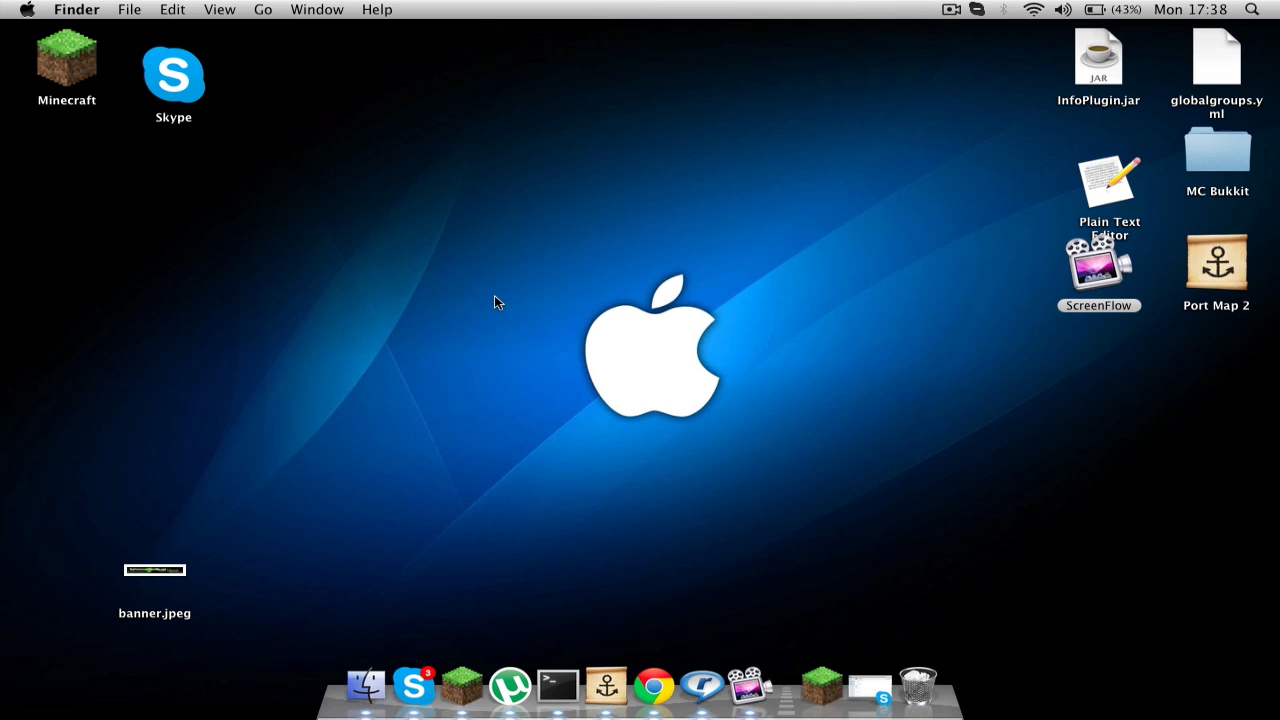 Finder File Edit View Go Window Help (43%) Mon 17:38
Minecraft
Skype
JAR
InfoPlugin.jar
globalgroups.y
ml
MC Bukkit
Plain Text
Editor
ScreenFlow
Port Map 2
banner.jpeg
3